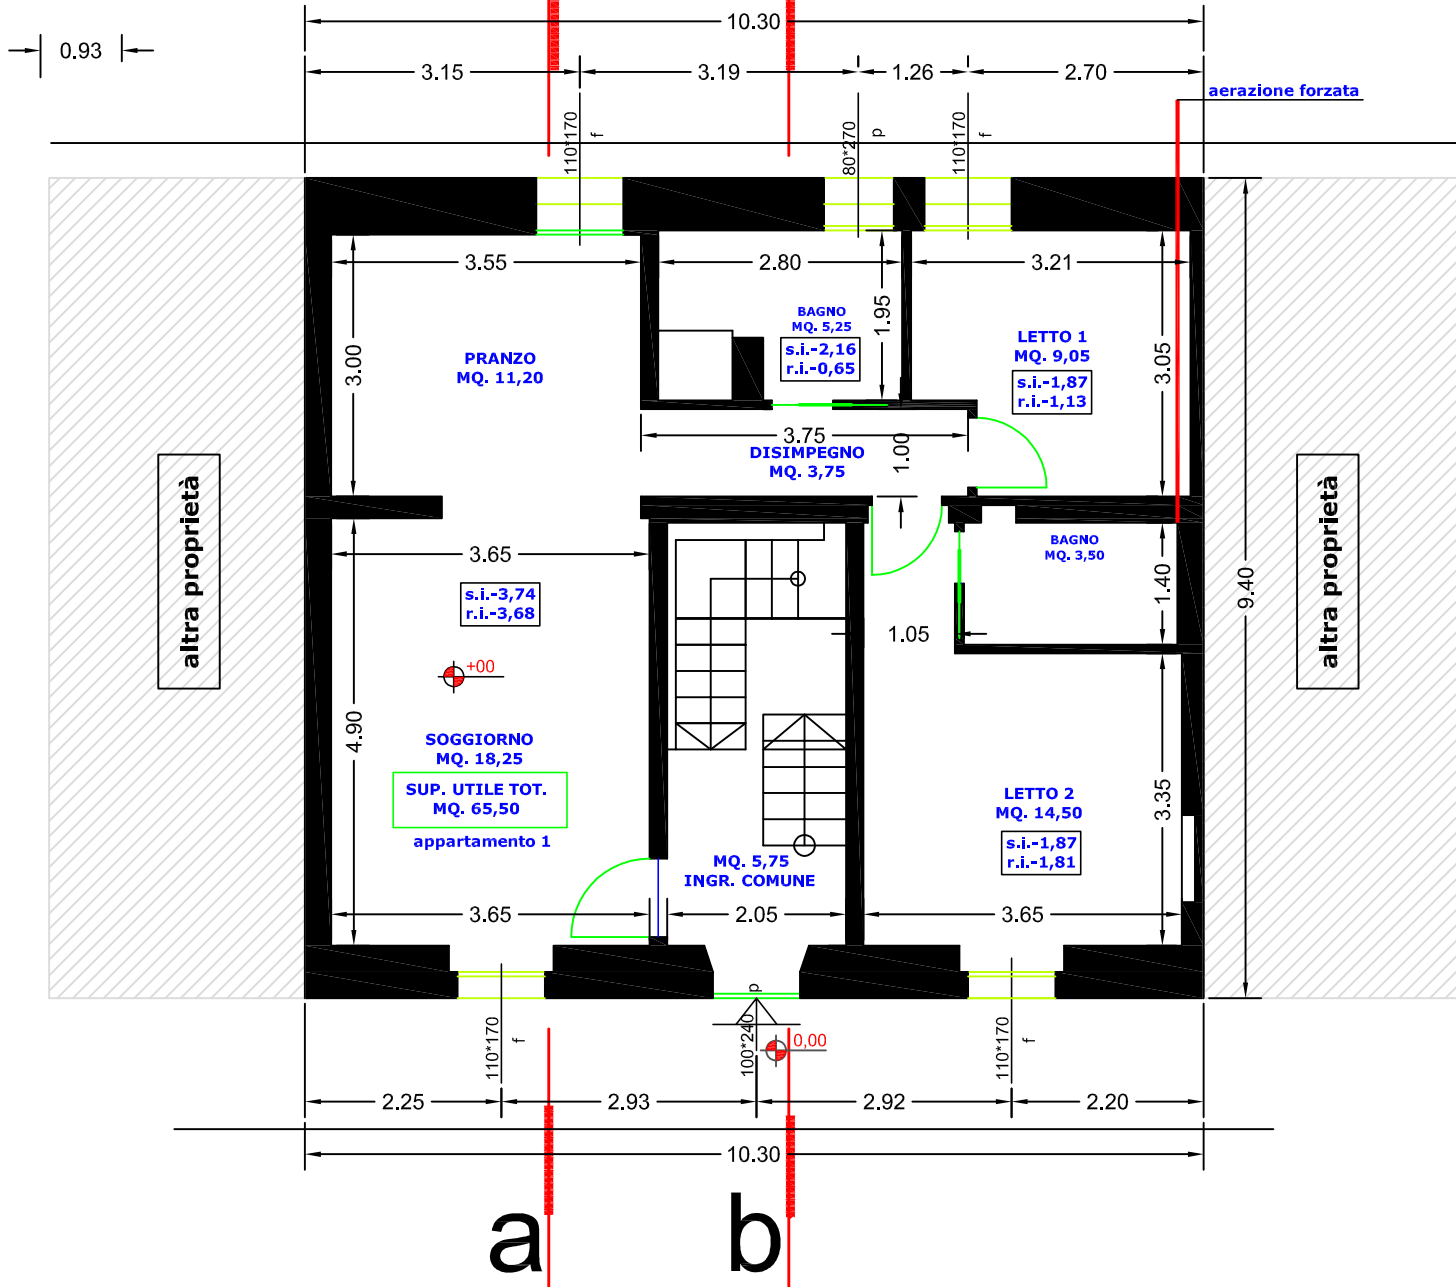 10.30
0.93
3.15
3.19
1.26
2.70
aerazione forzata
110*170
f
80*270
p
110*170
f
3.55
2.80
3.21
BAGNO
MQ. 5,25
s.i.-2,16
r.i.-0,65
1.95
LETTO 1
MQ. 9,05
s.i.-1,87
r.i.-1,13
3.05
PRANZO
MQ. 11,20
3.00
3.75
DISIMPEGNO
MQ. 3,75
1.00
altra proprietà
altra proprietà
3.65
s.i.-3,74
r.i.-3,68
BAGNO
MQ. 3,50
1.40
9.40
1.05
+00
4.90
SOGGIORNO
MQ. 18,25
SUP. UTILE TOT.
MQ. 65,50
appartamento 1
LETTO 2
MQ. 14,50
s.i.-1,87
r.i.-1,81
3.35
MQ. 5,75
INGR. COMUNE
3.65
2.05
3.65
110*170
f
100*240
p
0,00
110*170
f
2.25
2.93
2.92
2.20
10.30
a
b